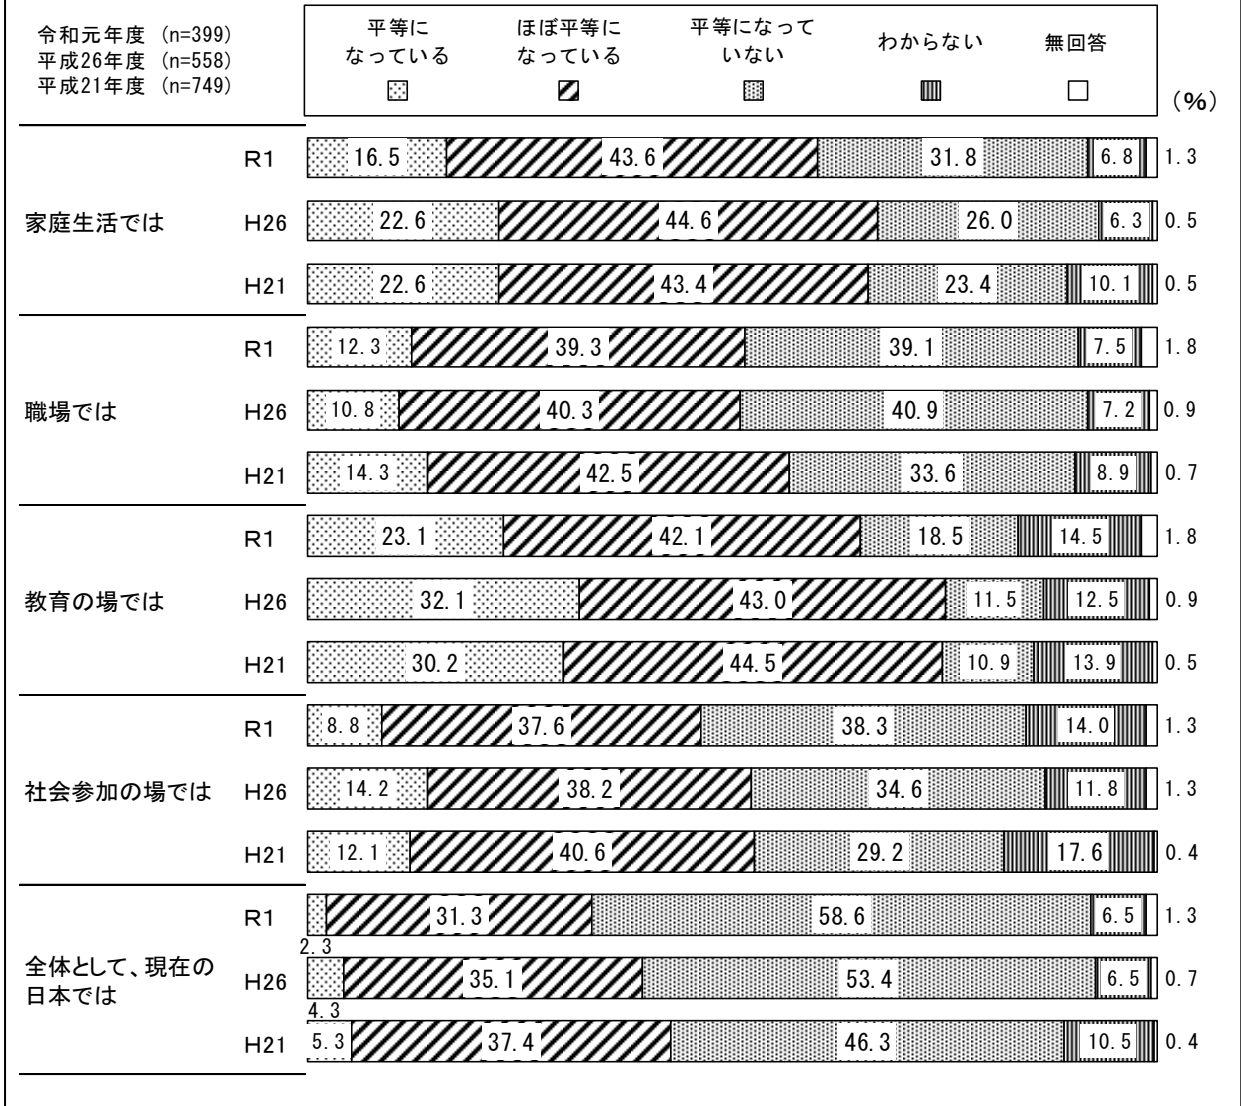 令和元年度 (n=399)
平成26年度 (n=558)
平成21年度 (n=749)
平等に
なっている
ほぼ平等に
なっている
平等になって
いない
わからない
無回答
(%)
R1 16.5 43.6 31.8 6.8 1.3
家庭生活では H26 22.6 44.6 26.0 6.3 0.5
H21 22.6 43.4 23.4 10.1 0.5
R1 12.3 39.3 39.1 7.5 1.8
職場では H26 10.8 40.3 40.9 7.2 0.9
H21 14.3 42.5 33.6 8.9 0.7
R1 23.1 42.1 18.5 14.5 1.8
教育の場では H26 32.1 43.0 11.5 12.5 0.9
H21 30.2 44.5 10.9 13.9 0.5
R1 8.8 37.6 38.3 14.0 1.3
社会参加の場では H26 14.2 38.2 34.6 11.8 1.3
H21 12.1 40.6 29.2 17.6 0.4
R1 2.3 31.3 58.6 6.5 1.3
全体として、現在の
日本では
H26 4.3 35.1 53.4 6.5 0.7
H21 5.3 37.4 46.3 10.5 0.4